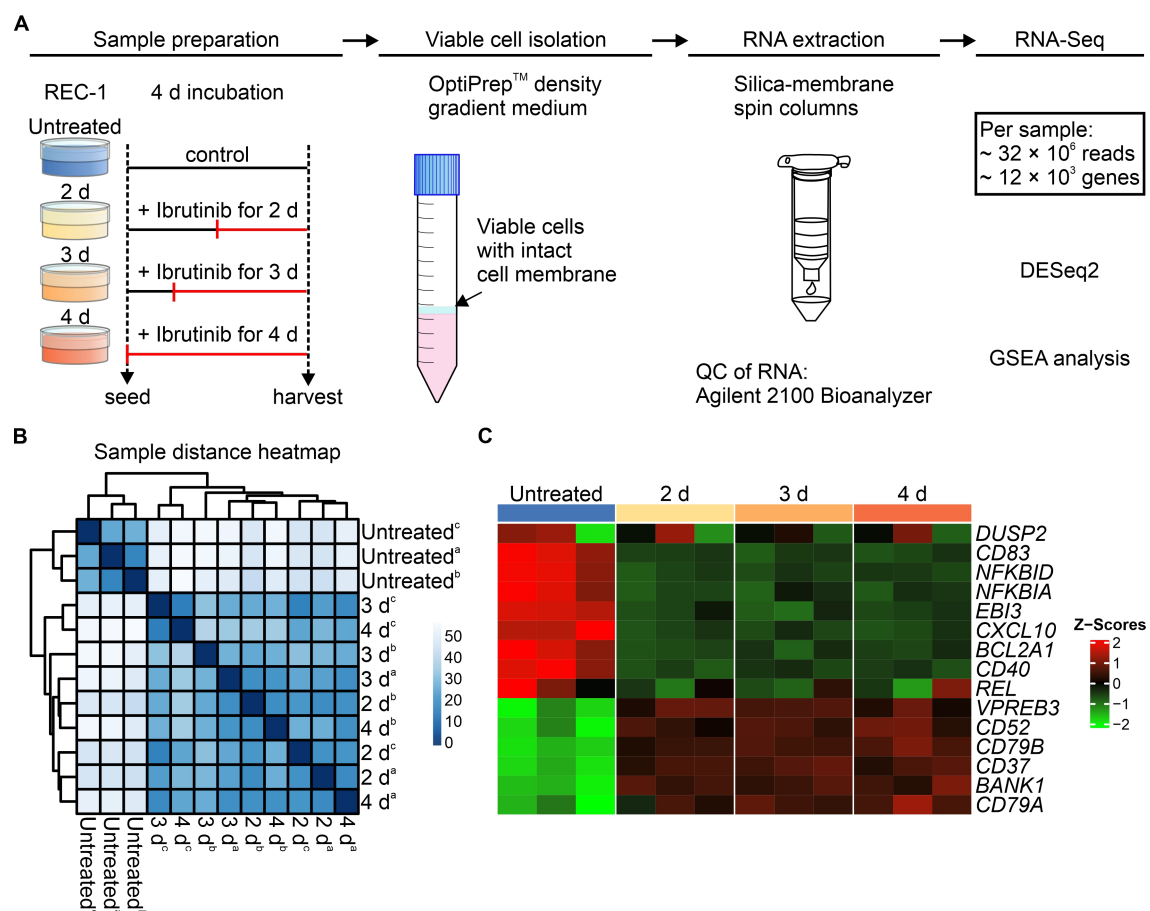 A
Sample preparation
Viable cell isolation
RNA extraction
RNA-Seq
REC-1
4 d incubation
Untreated
control
2 d
+ Ibrutinib for 2 d
3 d
+ Ibrutinib for 3 d
4 d
+ Ibrutinib for 4 d
seed
harvest
OptiPrep™ density
gradient medium
Viable cells
with intact
cell membrane
Silica-membrane
spin columns
QC of RNA:
Agilent 2100 Bioanalyzer
Per sample:
~ 32 × 10⁶ reads
~ 12 × 10³ genes
DESeq2
GSEA analysis
B
Sample distance heatmap
Untreatedᶜ
Untreatedᵃ
Untreatedᵇ
3 dᶜ
4 dᶜ
3 dᵇ
3 dᵃ
2 dᵇ
4 dᵇ
2 dᶜ
2 dᵃ
4 dᵃ
Untreated
Untreated
Untreated
3 dᶜ
4 dᶜ
3 dᵇ
3 dᵃ
2 dᵇ
4 dᵇ
2 dᶜ
2 dᵃ
4 dᵃ
50
40
30
20
10
0
C
Untreated
2 d
3 d
4 d
DUSP2
CD83
NFKBID
NFKBIA
EBI3
CXCL10
BCL2A1
CD40
REL
VPREB3
CD52
CD79B
CD37
BANK1
CD79A
Z−Scores
2
1
0
−1
−2